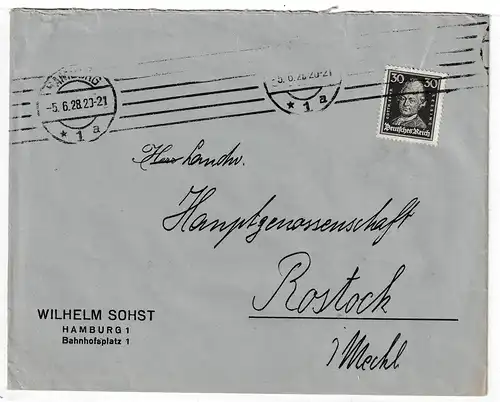 HAMBURG
-5.6.28.20-21
* 1 a
-5.6.28.20-21
* 1 a
30 30
Deutsches Reich
Herr Landw.
Hauptgenossenschaft
Rostock
WILHELM SOHST
HAMBURG 1
Bahnhofsplatz 1
i/Meckl